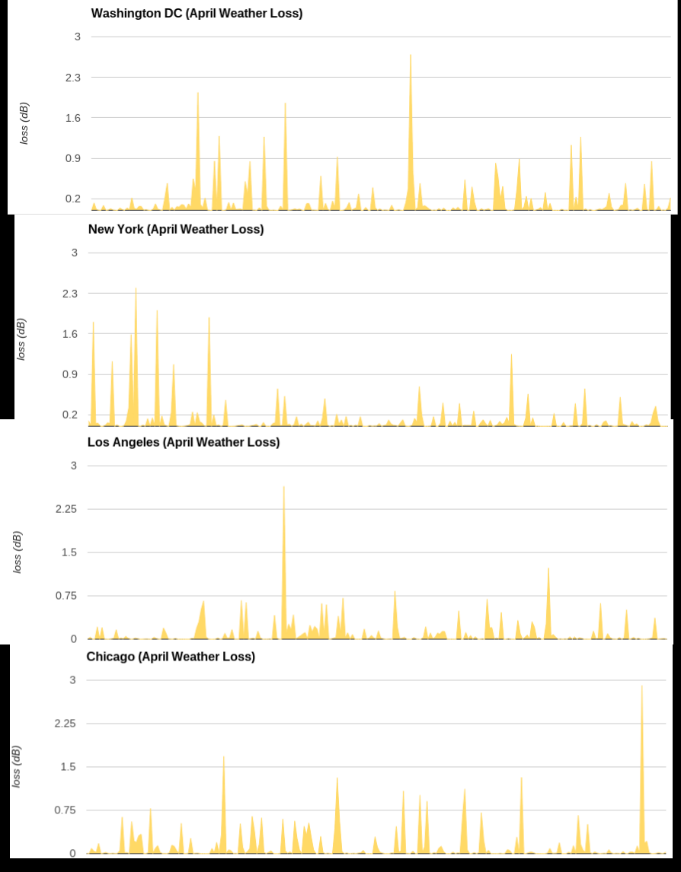 Washington DC (April Weather Loss)
3
2.3
1.6
0.9
0.2
loss (dB)
New York (April Weather Loss)
3
2.3
1.6
0.9
0.2
loss (dB)
Los Angeles (April Weather Loss)
3
2.25
1.5
0.75
0
loss (dB)
Chicago (April Weather Loss)
3
2.25
1.5
0.75
0
loss (dB)